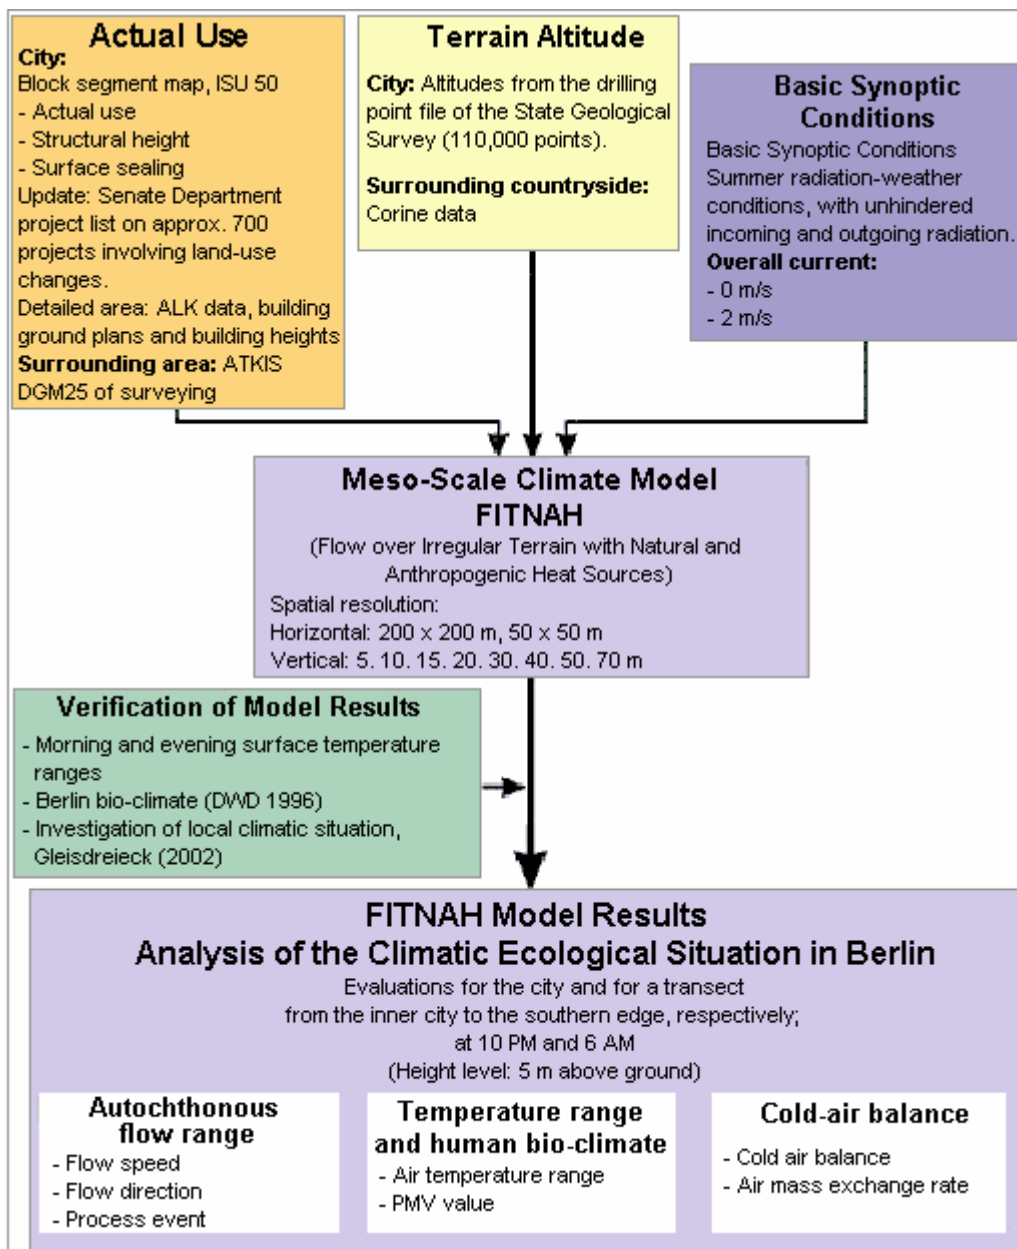 Actual Use
City:
Block segment map, ISU 50
- Actual use
- Structural height
- Surface sealing
Update: Senate Department
project list on approx. 700
projects involving land-use
changes.
Detailed area: ALK data, building
ground plans and building heights
Surrounding area: ATKIS
DGM25 of surveying
Terrain Altitude
City: Altitudes from the drilling
point file of the State Geological
Survey (110,000 points).
Surrounding countryside:
Corine data
Basic Synoptic
Conditions
Basic Synoptic Conditions
Summer radiation-weather
conditions, with unhindered
incoming and outgoing radiation.
Overall current:
- 0 m/s
- 2 m/s
Meso-Scale Climate Model
FITNAH
(Flow over Irregular Terrain with Natural and
Anthropogenic Heat Sources)
Spatial resolution:
Horizontal: 200 x 200 m, 50 x 50 m
Vertical: 5. 10. 15. 20. 30. 40. 50. 70 m
Verification of Model Results
- Morning and evening surface temperature
ranges
- Berlin bio-climate (DWD 1996)
- Investigation of local climatic situation,
Gleisdreieck (2002)
FITNAH Model Results
Analysis of the Climatic Ecological Situation in Berlin
Evaluations for the city and for a transect
from the inner city to the southern edge, respectively;
at 10 PM and 6 AM
(Height level: 5 m above ground)
Autochthonous
flow range
- Flow speed
- Flow direction
- Process event
Temperature range
and human bio-climate
- Air temperature range
- PMV value
Cold-air balance
- Cold air balance
- Air mass exchange rate